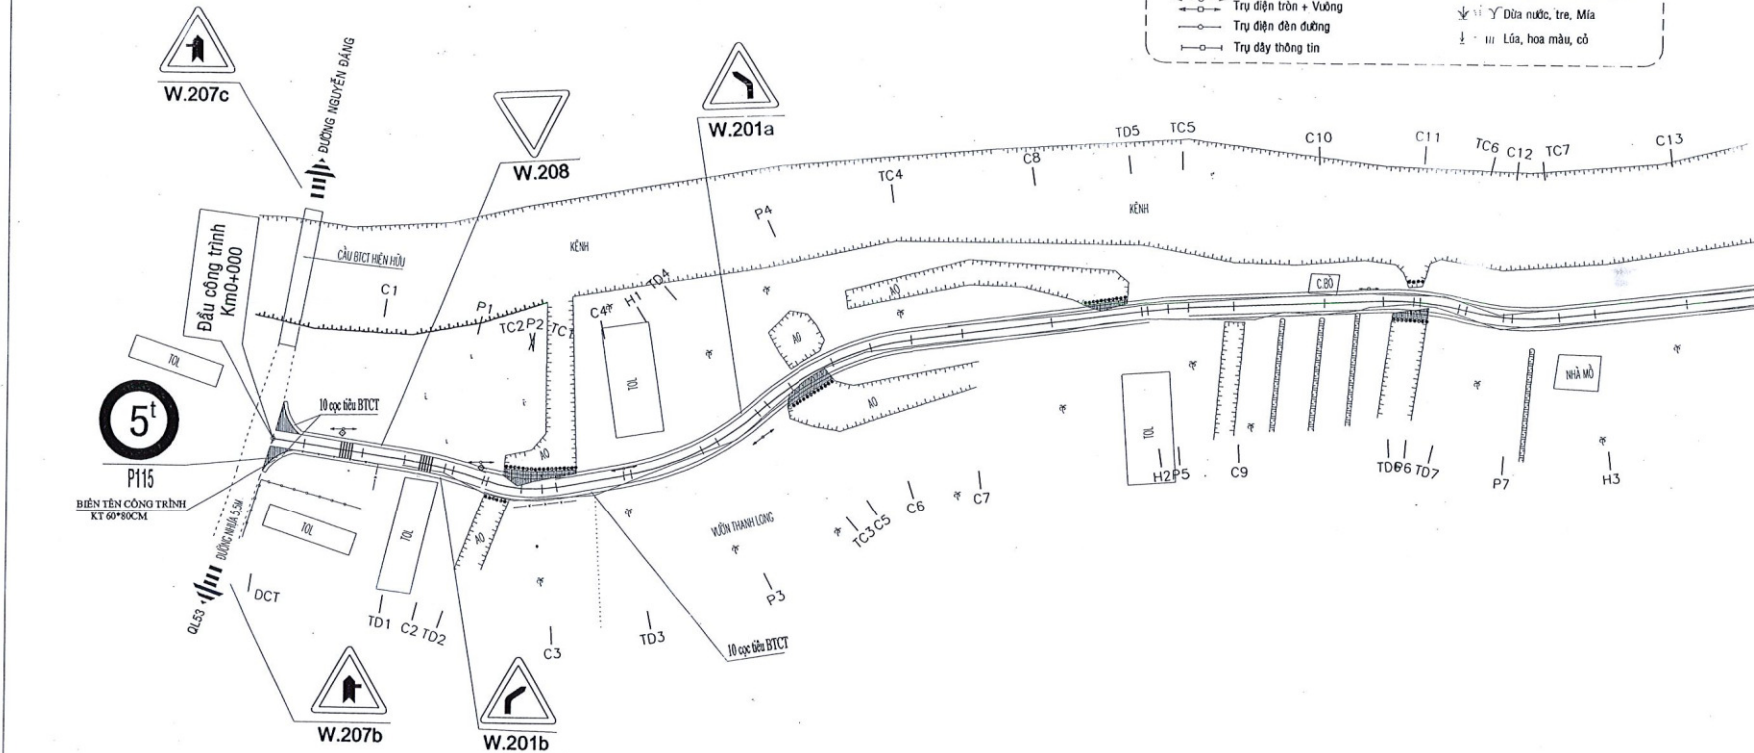 Trụ điện tròn + Vuông
Trụ điện đèn đường
Trụ dây thông tin
Dừa nước, tre, Mía
Lúa, hoa màu, cỏ
W.207c
ĐƯỜNG NGUYỄN ĐÁNG
W.208
W.201a
TD5
TC5
C10
C11
TC6
C12
TC7
C13
C8
TC4
P4
KÊNH
KÊNH
Đầu công trình
Km0+000
CẦU BTCT HIỆN HỮU
C1
P1
TC2
P2
TC1
C4
H1
TD4
AO
C.BÒ
AO
TOL
TOL
5t
P115
BIỂN TÊN CÔNG TRÌNH
KT 60*80CM
10 cọc tiêu BTCT
AO
AO
TOL
NHÀ MỒ
TOL
TOL
AO
ĐƯỜNG NHỰA 5,5M
QL53
DCT
TD1
C2
TD2
C3
TD3
VƯỜN THANH LONG
P3
TC3
C5
C6
C7
H2
P5
C9
TD6
P6
TD7
P7
H3
10 cọc tiêu BTCT
W.207b
W.201b